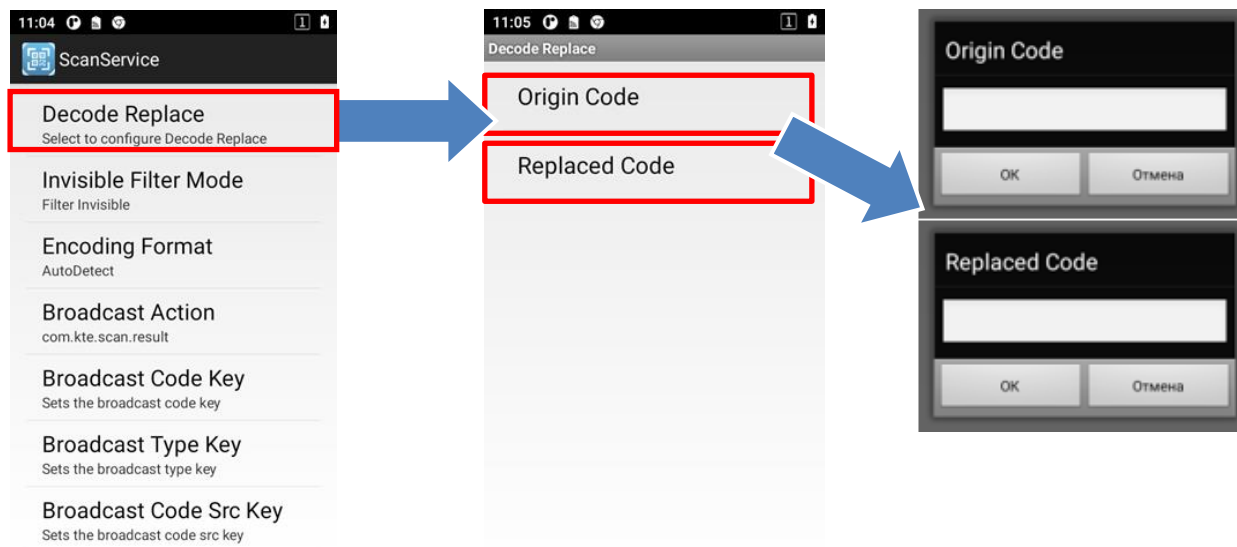 11:04
1
ScanService
Decode Replace
Select to configure Decode Replace
Invisible Filter Mode
Filter Invisible
Encoding Format
AutoDetect
Broadcast Action
com.kte.scan.result
Broadcast Code Key
Sets the broadcast code key
Broadcast Type Key
Sets the broadcast type key
Broadcast Code Src Key
Sets the broadcast code src key
11:05
1
Decode Replace
Origin Code
Replaced Code
Origin Code
ОК
Отмена
Replaced Code
ОК
Отмена